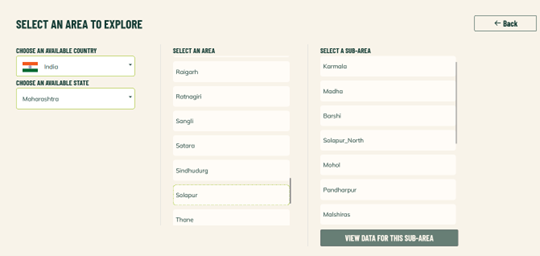 SELECT AN AREA TO EXPLORE
← Back
CHOOSE AN AVAILABLE COUNTRY
India
CHOOSE AN AVAILABLE STATE
Maharashtra
SELECT AN AREA
Raigarh
Ratnagiri
Sangli
Satara
Sindhudurg
Solapur
Thane
SELECT A SUB-AREA
Karmala
Madha
Barshi
Solapur_North
Mohol
Pandharpur
Malshiras
VIEW DATA FOR THIS SUB-AREA